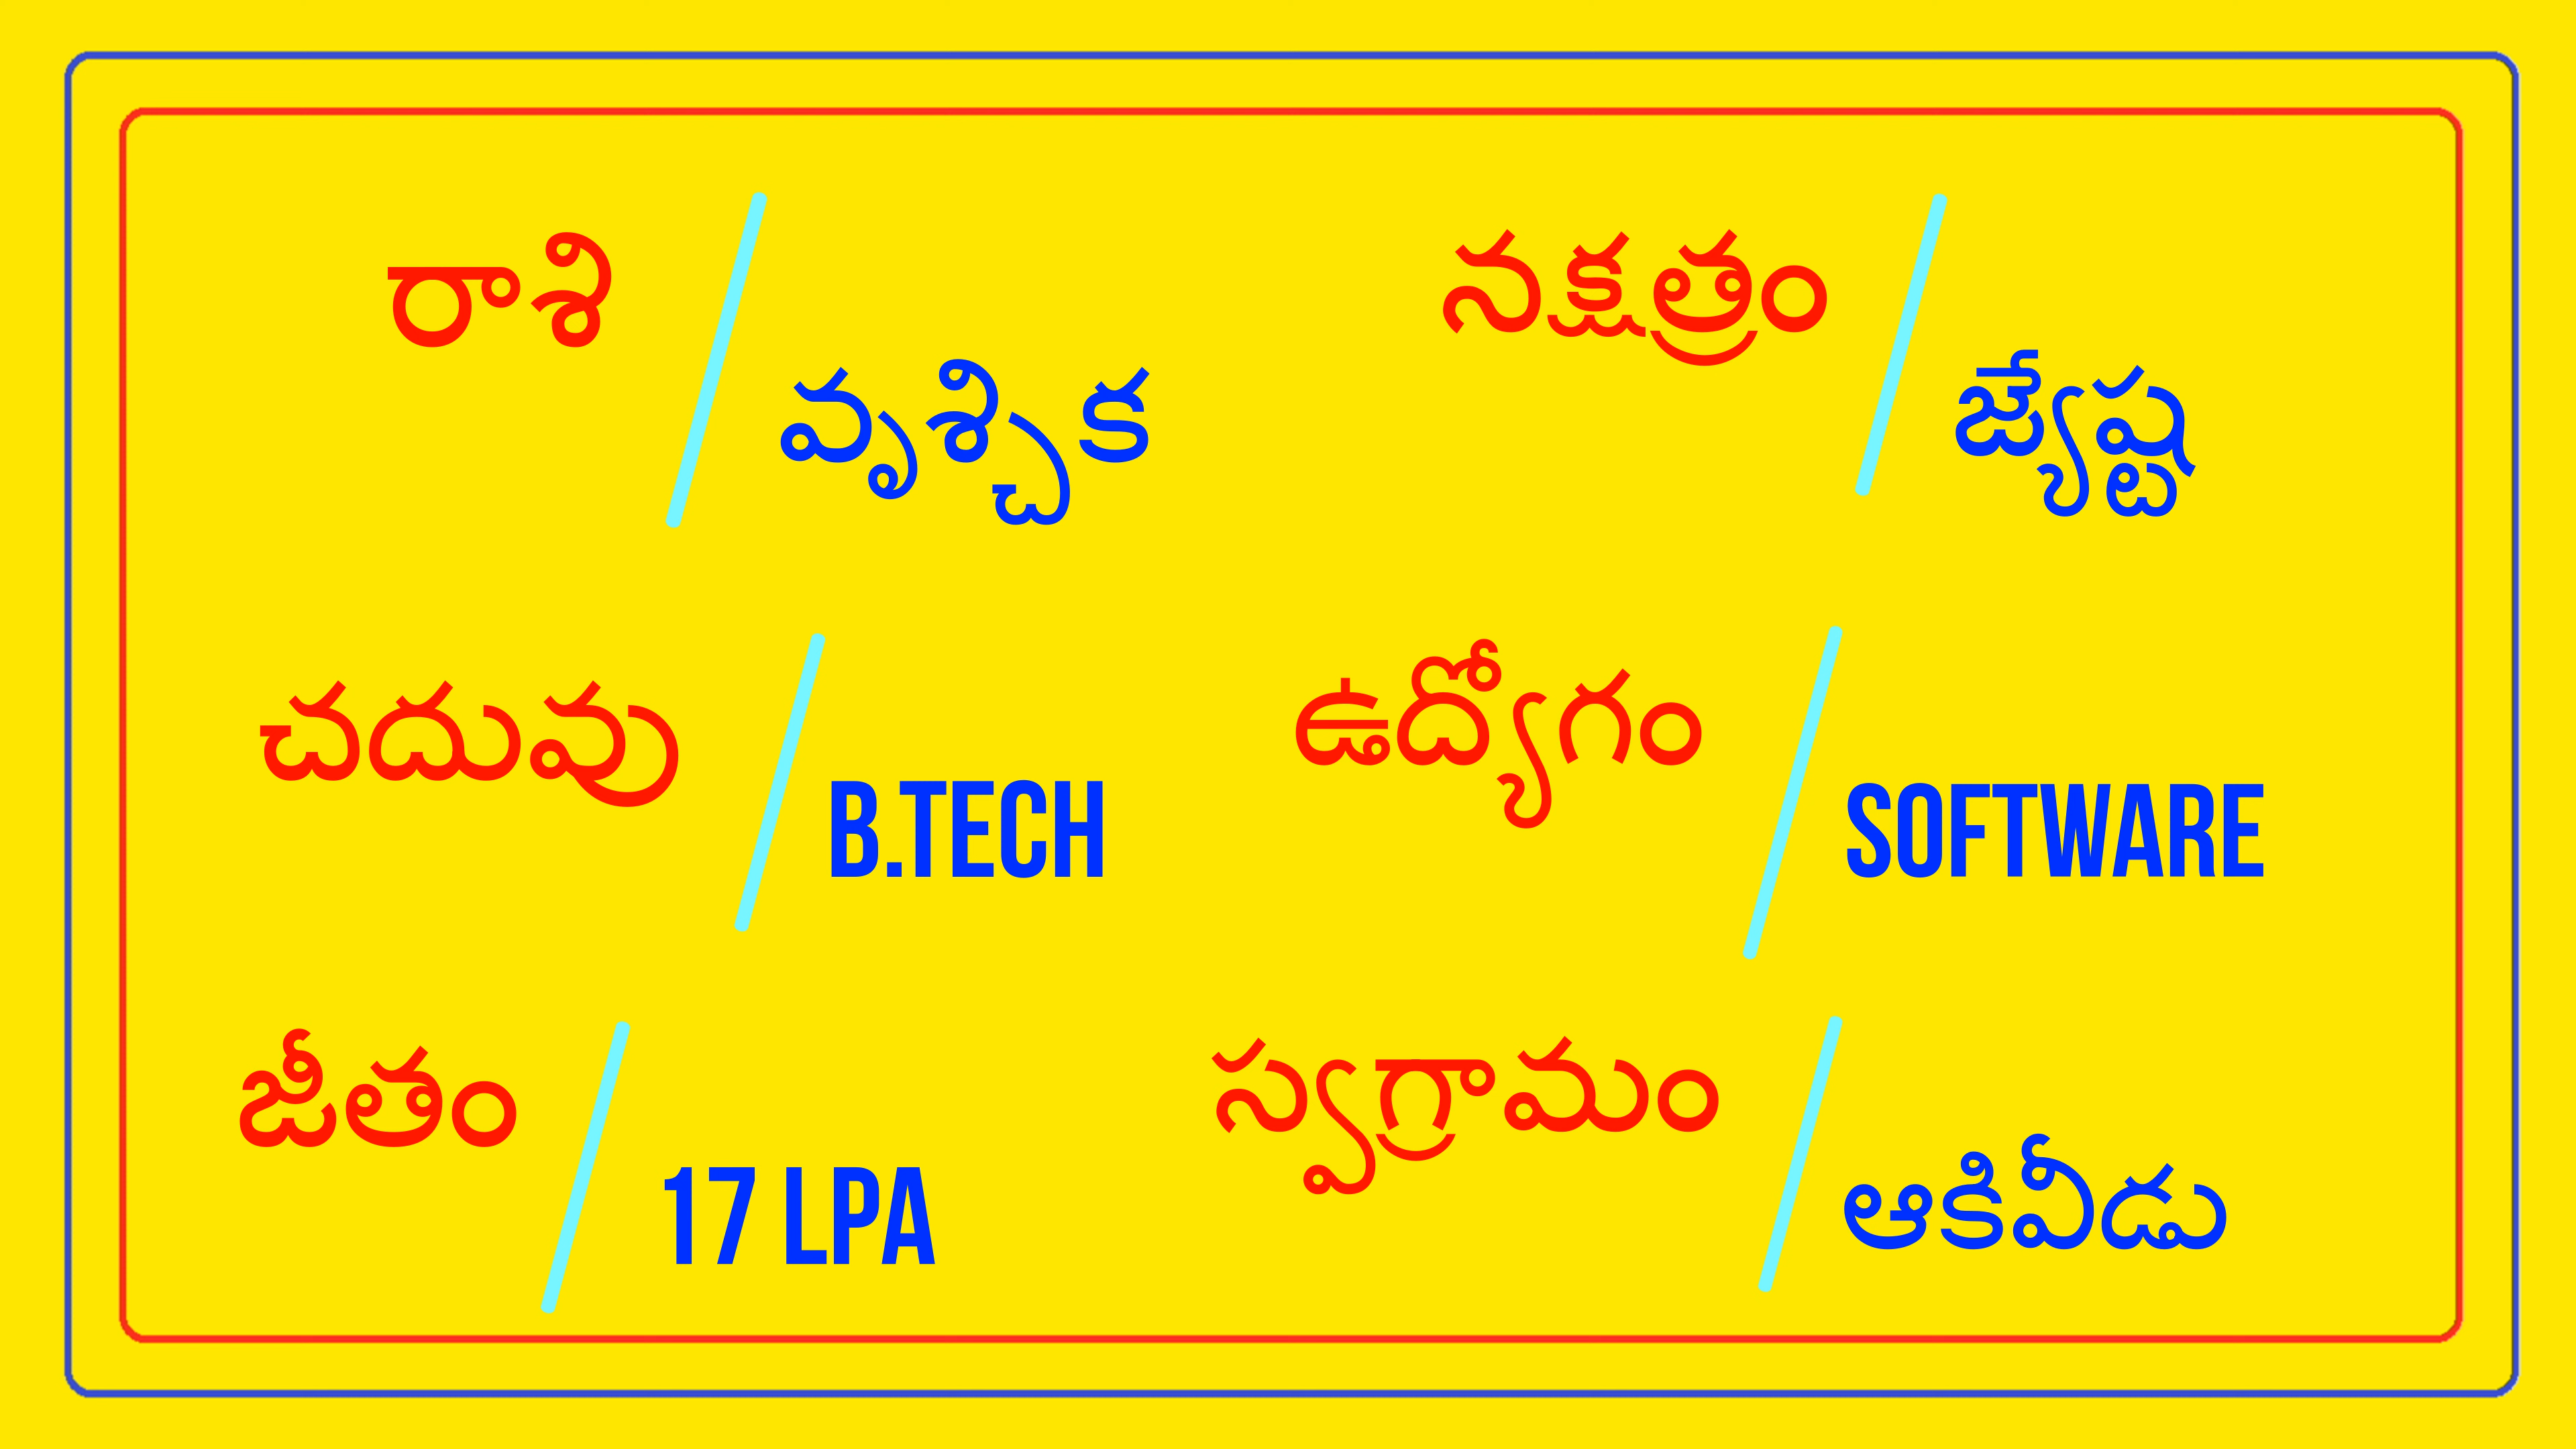 రాశి
వృశ్చిక
నక్షత్రం
జ్యేష్ట
చదువు
B.TECH
ఉద్యోగం
SOFTWARE
జీతం
17 LPA
స్వగ్రామం
ఆకివీడు